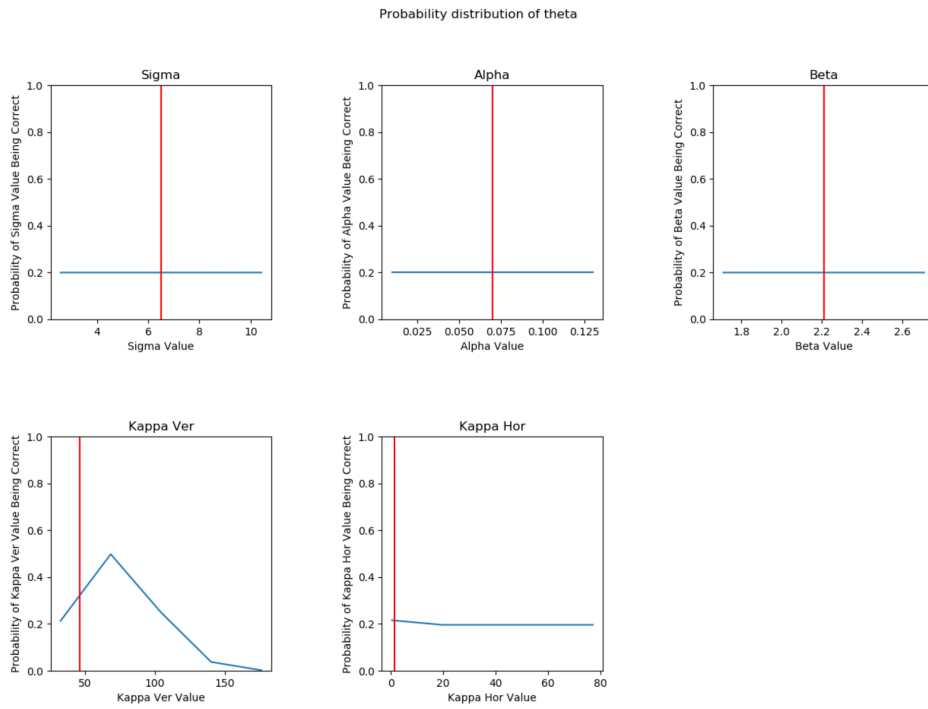 Probability distribution of theta
Sigma
Probability of Sigma Value Being Correct
1.0
0.8
0.6
0.4
0.2
0.0
4 6 8 10
Sigma Value
Alpha
Probability of Alpha Value Being Correct
1.0
0.8
0.6
0.4
0.2
0.0
0.025 0.050 0.075 0.100 0.125
Alpha Value
Beta
Probability of Beta Value Being Correct
1.0
0.8
0.6
0.4
0.2
0.0
1.8 2.0 2.2 2.4 2.6
Beta Value
Kappa Ver
Probability of Kappa Ver Value Being Correct
1.0
0.8
0.6
0.4
0.2
0.0
50 100 150
Kappa Ver Value
Kappa Hor
Probability of Kappa Hor Value Being Correct
1.0
0.8
0.6
0.4
0.2
0.0
0 20 40 60 80
Kappa Hor Value